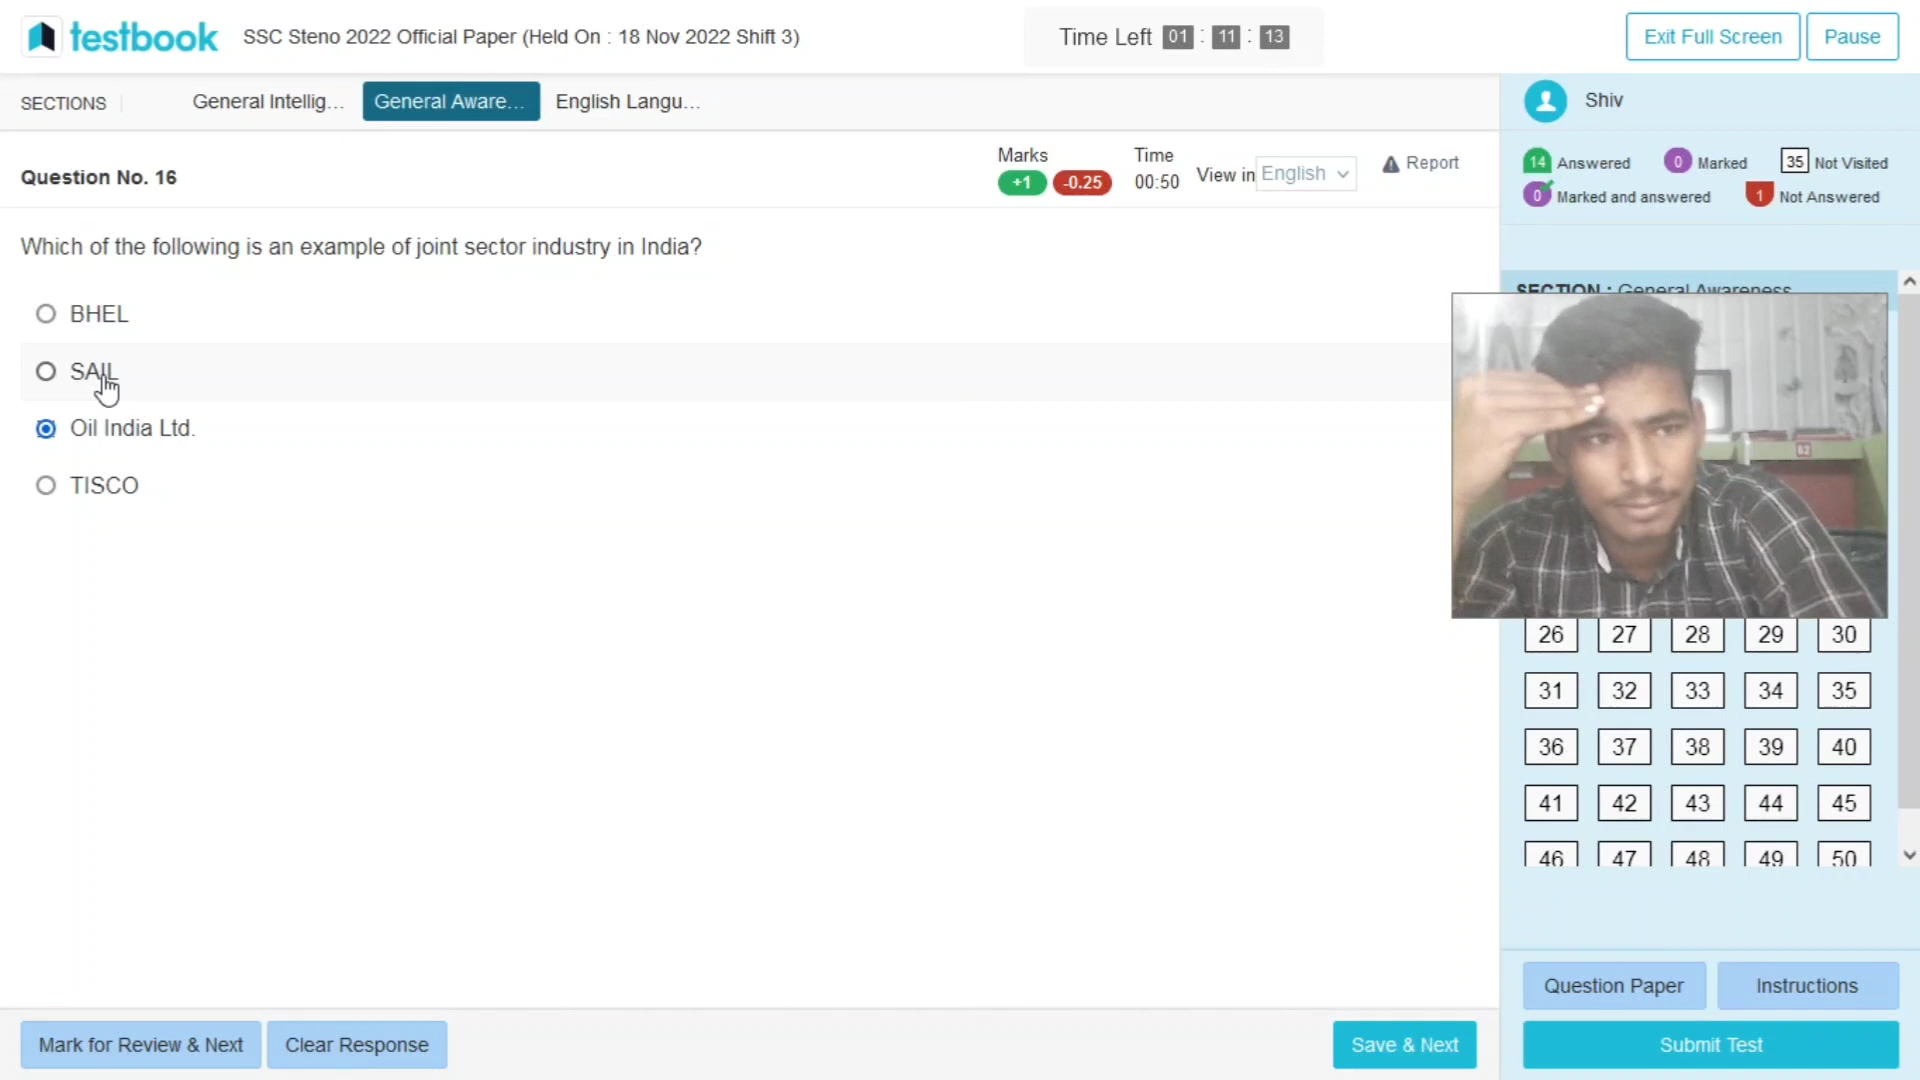 testbook
SSC Steno 2022 Official Paper (Held On : 18 Nov 2022 Shift 3)
Time Left 01 : 11 : 13
Exit Full Screen
Pause
SECTIONS
General Intellig...
General Aware...
English Langu...
Shiv
Question No. 16
Marks
+1 -0.25
Time
00:50
View in English
Report
14 Answered
0 Marked
35 Not Visited
0 Marked and answered
1 Not Answered
Which of the following is an example of joint sector industry in India?
BHEL
SAIL
Oil India Ltd.
TISCO
SECTION : General Awareness
62
26 27 28 29 30
31 32 33 34 35
36 37 38 39 40
41 42 43 44 45
46 47 48 49 50
Question Paper
Instructions
Mark for Review & Next
Clear Response
Save & Next
Submit Test